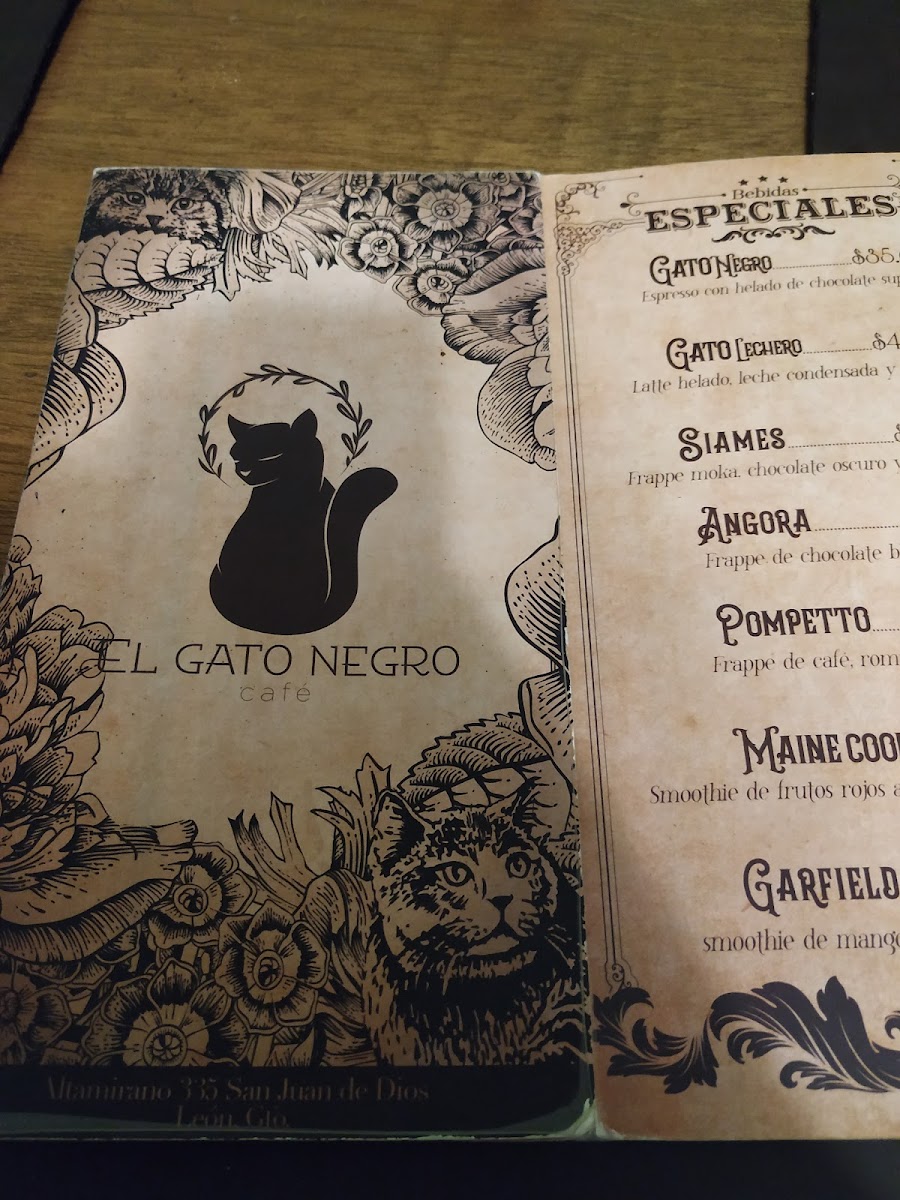 EL GATO NEGRO
café
Altamirano 335 San Juan de Dios
León, Gto.
Bebidas
ESPECIALES
GATO NEGRO....................$35.
Espresso con helado de chocolate
GATO LECHERO....................$4
Latte helado, leche condensada y
SIAMES....................
Frappe moka, chocolate oscuro y
ANGORA....................
Frappe de chocolate
POMPETTO....................
Frappé de café,
MAINE
Smoothie de frutos rojos
GARFIELD
smoothie de mango